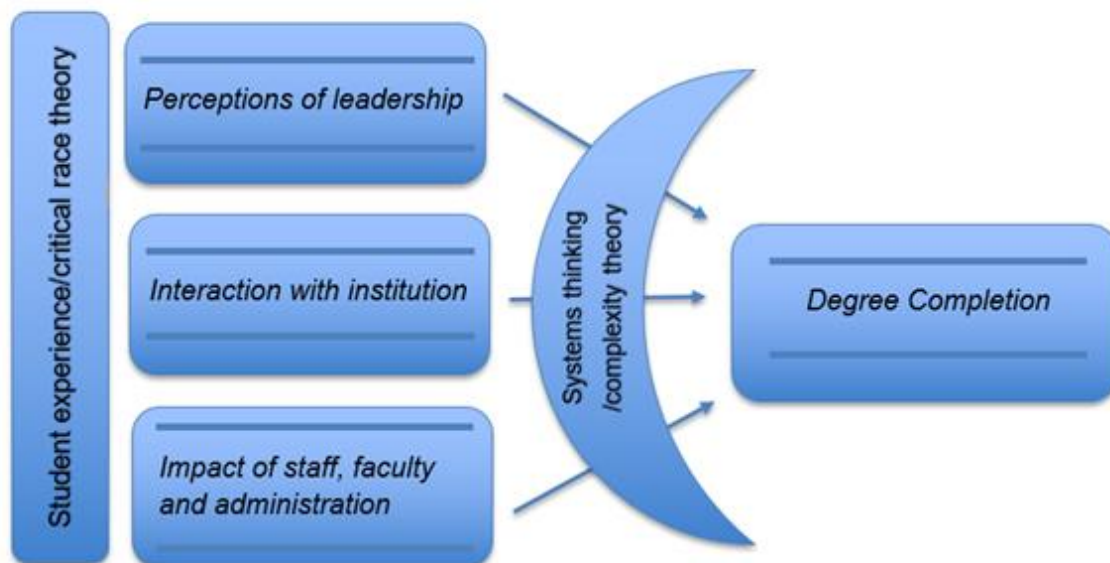 Student experience/critical race theory
Perceptions of leadership
Interaction with institution
Impact of staff, faculty
and administration
Systems thinking
/complexity theory
Degree Completion